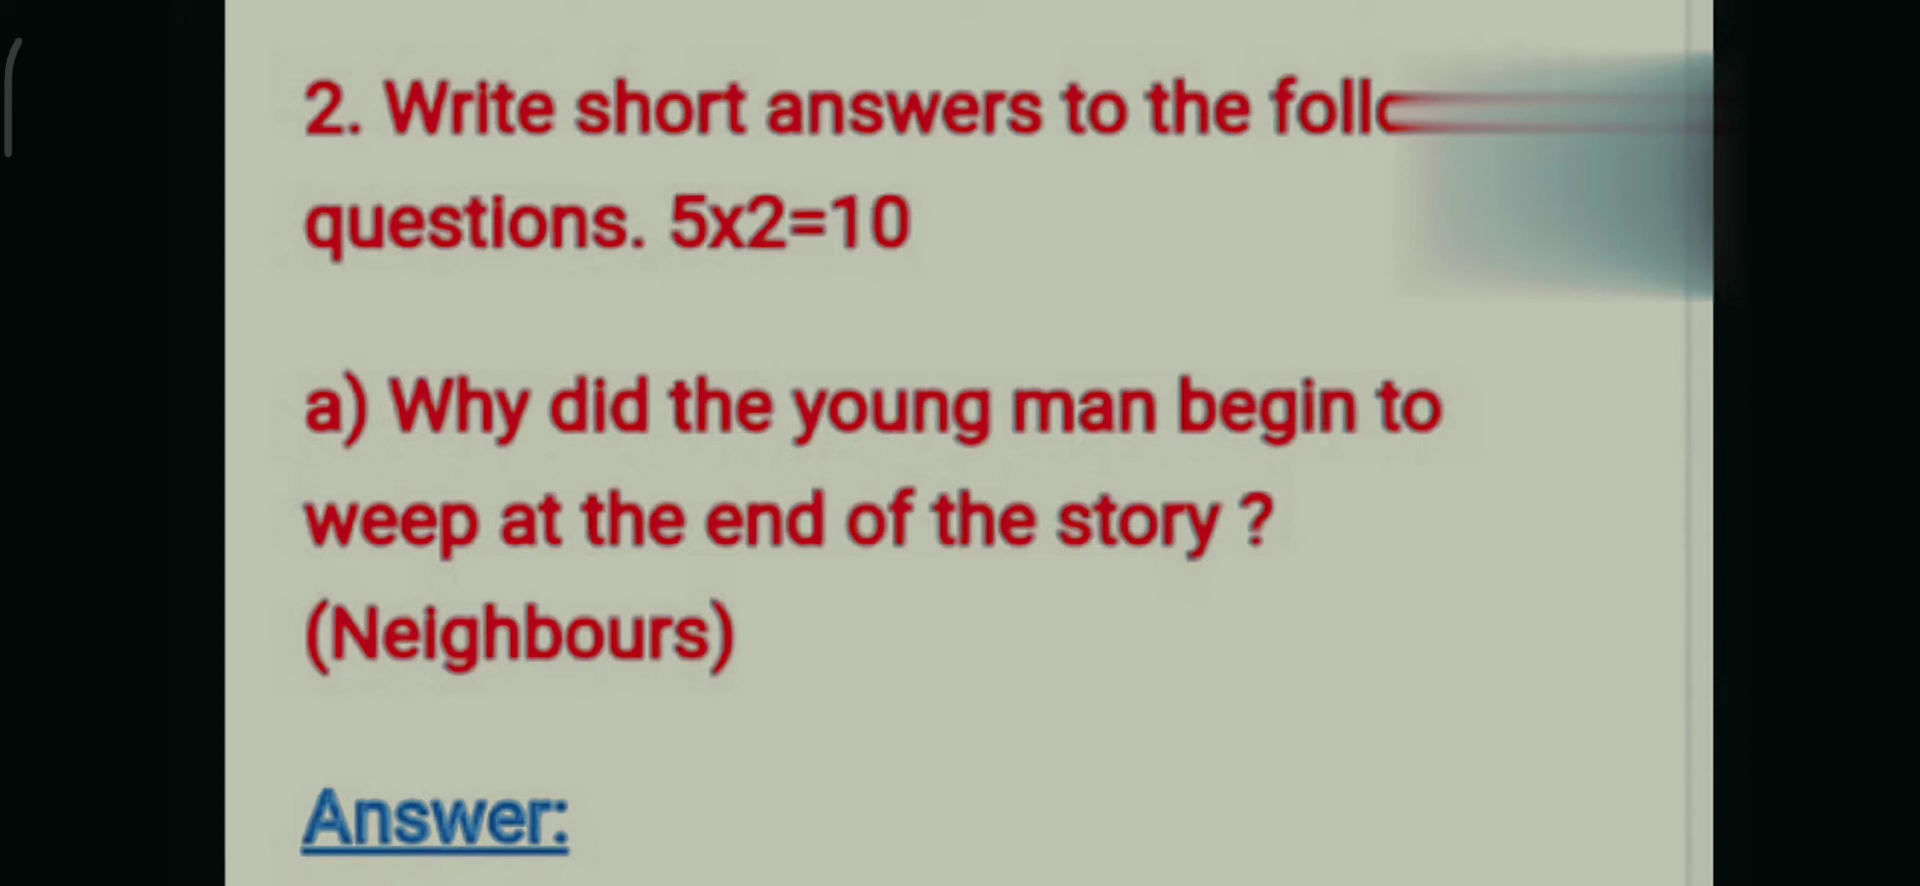 2. Write short answers to the
questions. 5x2=10
a) Why did the young man begin to
weep at the end of the story ?
(Neighbours)
Answer: